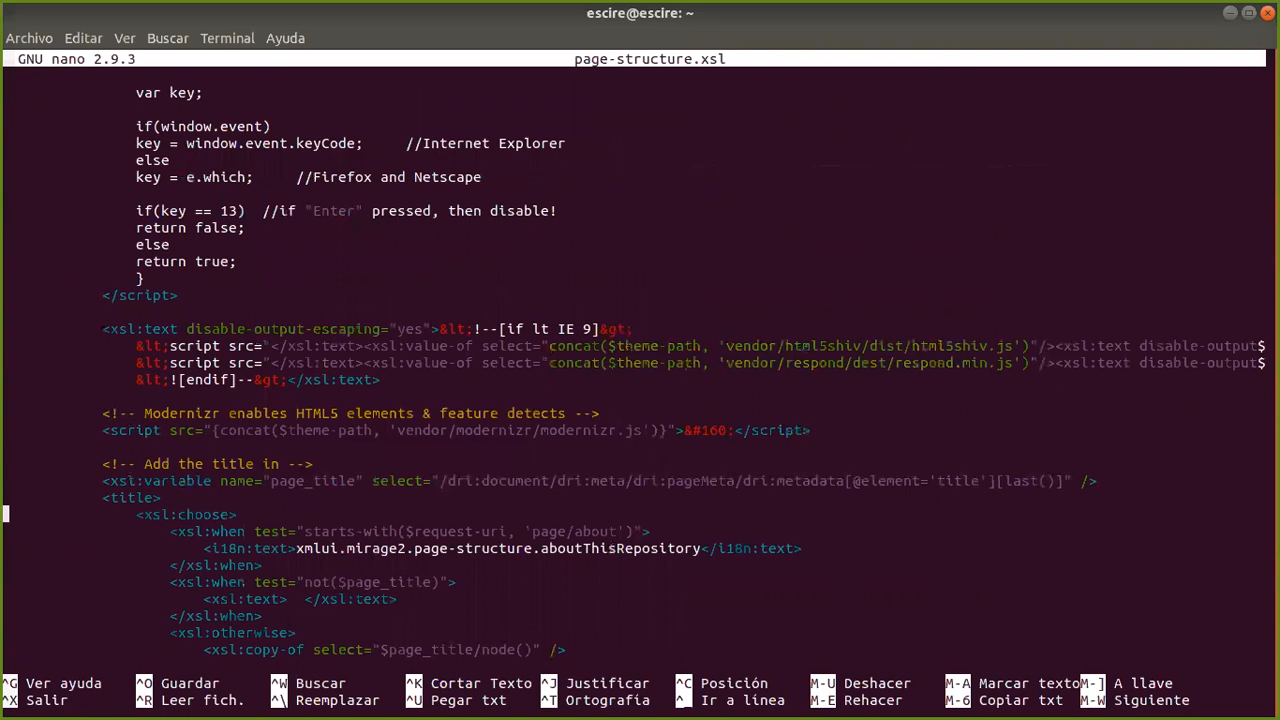 escire@escire: ~
Archivo Editar Ver Buscar Terminal Ayuda
GNU nano 2.9.3 page-structure.xsl
var key;
if(window.event)
key = window.event.keyCode; //Internet Explorer
else
key = e.which; //Firefox and Netscape
if(key == 13) //if "Enter" pressed, then disable!
return false;
else
return true;
}
</script>
<xsl:text disable-output-escaping="yes">&lt;!--[if lt IE 9]&gt;
&lt;script src="</xsl:text><xsl:value-of select="concat($theme-path, 'vendor/html5shiv/dist/html5shiv.js')"/><xsl:text disable-output$
&lt;script src="</xsl:text><xsl:value-of select="concat($theme-path, 'vendor/respond/dest/respond.min.js')"/><xsl:text disable-output$
&lt;![endif]--&gt;</xsl:text>
<!-- Modernizr enables HTML5 elements & feature detects -->
<script src="{concat($theme-path, 'vendor/modernizr/modernizr.js')}">&#160;</script>
<!-- Add the title in -->
<xsl:variable name="page_title" select="/dri:document/dri:meta/dri:pageMeta/dri:metadata[@element='title'][last()]" />
<title>
<xsl:choose>
<xsl:when test="starts-with($request-uri, 'page/about')">
<i18n:text>xmlui.mirage2.page-structure.aboutThisRepository</i18n:text>
</xsl:when>
<xsl:when test="not($page_title)">
<xsl:text>  </xsl:text>
</xsl:when>
<xsl:otherwise>
<xsl:copy-of select="$page_title/node()" />
^G Ver ayuda ^O Guardar ^W Buscar ^K Cortar Texto ^J Justificar ^C Posición M-U Deshacer M-A Marcar texto M-] A llave
^X Salir ^R Leer fich. ^\ Reemplazar ^U Pegar txt ^T Ortografía ^_ Ir a línea M-E Rehacer M-6 Copiar txt M-W Siguiente